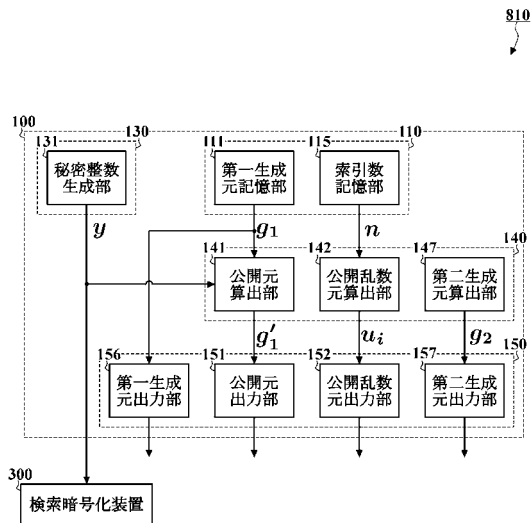 810
100
131
130
秘密整数
生成部
111
115
110
第一生成
元記憶部
索引数
記憶部
y
g1
n
141
142
147
140
公開元
算出部
公開乱数
元算出部
第二生成
元算出部
g'1
ui
g2
156
151
152
157
150
第一生成
元出力部
公開元
出力部
公開乱数
元出力部
第二生成
元出力部
300
検索暗号化装置